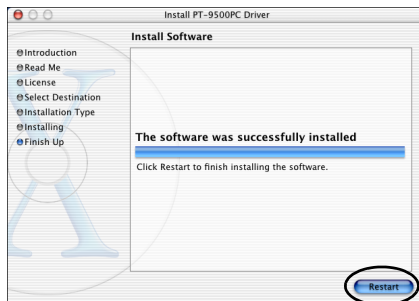 Install PT-9500PC Driver
Install Software
Introduction
Read Me
License
Select Destination
Installation Type
Installing
Finish Up
The software was successfully installed
Click Restart to finish installing the software.
Restart